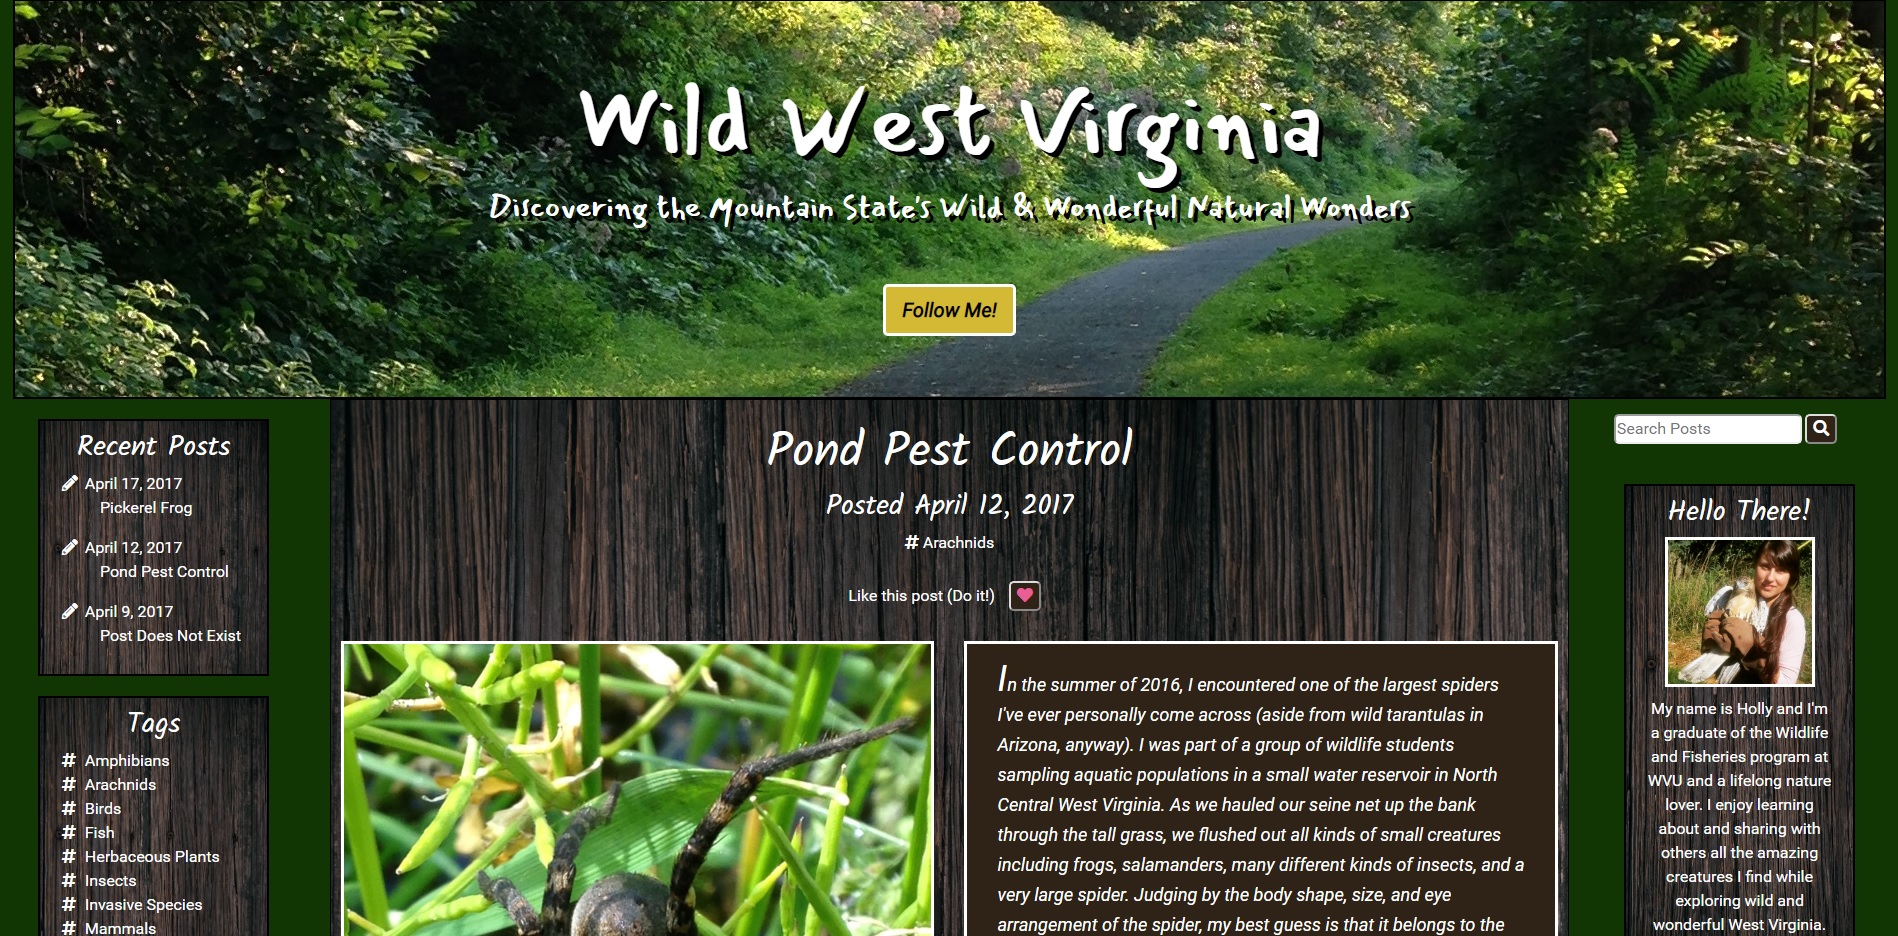 Wild West Virginia
Discovering the Mountain State's Wild & Wonderful Natural Wonders
Follow Me!
Recent Posts
April 17, 2017
Pickerel Frog
April 12, 2017
Pond Pest Control
April 9, 2017
Post Does Not Exist
Tags
# Amphibians
# Arachnids
# Birds
# Fish
# Herbaceous Plants
# Insects
# Invasive Species
# Mammals
Pond Pest Control
Posted April 12, 2017
# Arachnids
Like this post (Do it!)
In the summer of 2016, I encountered one of the largest spiders
I've ever personally come across (aside from wild tarantulas in
Arizona, anyway). I was part of a group of wildlife students
sampling aquatic populations in a small water reservoir in North
Central West Virginia. As we hauled our seine net up the bank
through the tall grass, we flushed out all kinds of small creatures
including frogs, salamanders, many different kinds of insects, and a
very large spider. Judging by the body shape, size, and eye
arrangement of the spider, my best guess is that it belongs to the
Search Posts
Hello There!
My name is Holly and I'm
a graduate of the Wildlife
and Fisheries program at
WVU and a lifelong nature
lover. I enjoy learning
about and sharing with
others all the amazing
creatures I find while
exploring wild and
wonderful West Virginia.